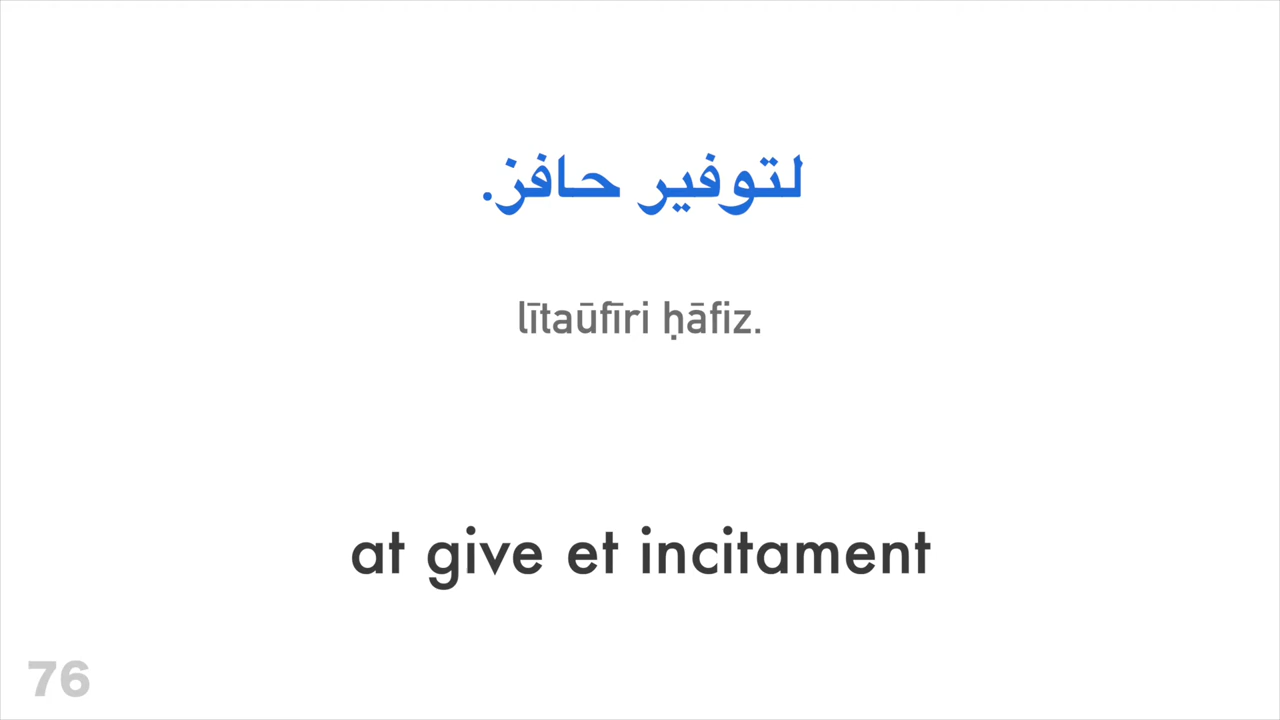 لتوفير حافز.
lītaūfīri ḥāfiz.
at give et incitament
76